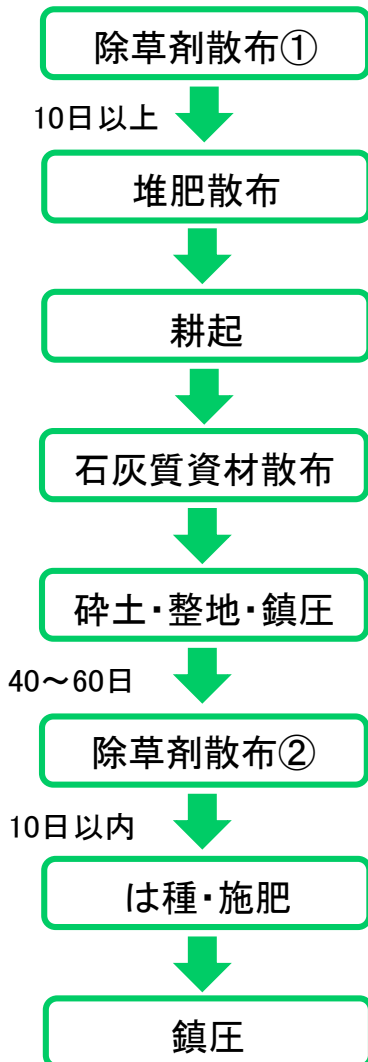 除草剤散布①
10日以上
堆肥散布
耕起
石灰質資材散布
砕土・整地・鎮圧
40～60日
除草剤散布②
10日以内
は種・施肥
鎮圧